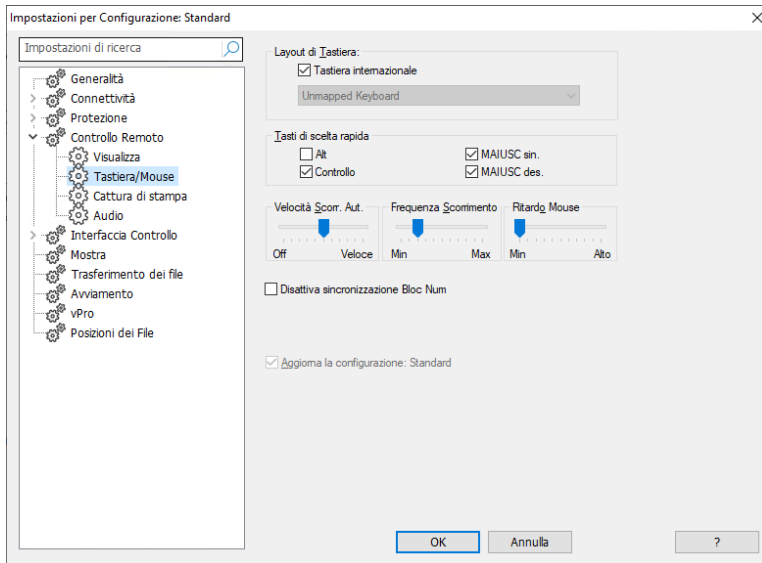 Impostazioni per Configurazione: Standard
Impostazioni di ricerca
Generalità
Connettività
Protezione
Controllo Remoto
Visualizza
Tastiera/Mouse
Cattura di stampa
Audio
Interfaccia Controllo
Mostra
Trasferimento dei file
Avviamento
vPro
Posizioni dei File
Layout di Tastiera:
Tastiera internazionale
Unmapped Keyboard
Tasti di scelta rapida
Alt MAIUSC sin.
Controllo MAIUSC des.
Velocità Scorr. Aut. Frequenza Scorrimento Ritardo Mouse
Off Veloce Min Max Min Alto
Disattiva sincronizzazione Bloc Num
Aggiorna la configurazione: Standard
OK Annulla ?